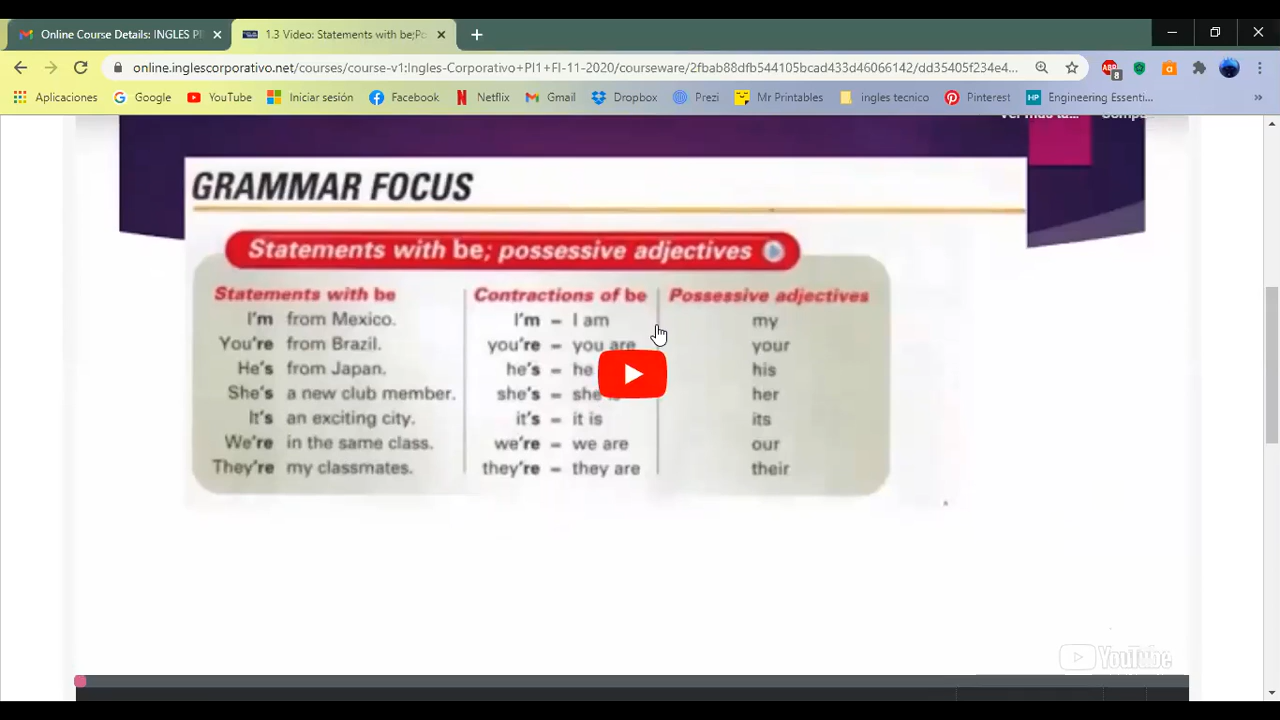 Online Course Details: INGLES PI
1.3 Video: Statements with be;Po
online.inglescorporativo.net/courses/course-v1:Ingles-Corporativo+PI1+FI-11-2020/courseware/2fbab88dfb544105bcad433d46066142/dd35405f234e4...
ABP
8
Aplicaciones Google YouTube Iniciar sesión Facebook Netflix Gmail Dropbox Prezi Mr Printables ingles tecnico Pinterest HP Engineering Essenti...
Ver más ta...
GRAMMAR FOCUS
Statements with be; possessive adjectives
Statements with be Contractions of be Possessive adjectives
I'm from Mexico. I'm – I am my
You're from Brazil. you're – you are your
He's from Japan. he's – he his
She's a new club member. she's – she her
It's an exciting city. it's – it is its
We're in the same class. we're – we are our
They're my classmates. they're – they are their
YouTube